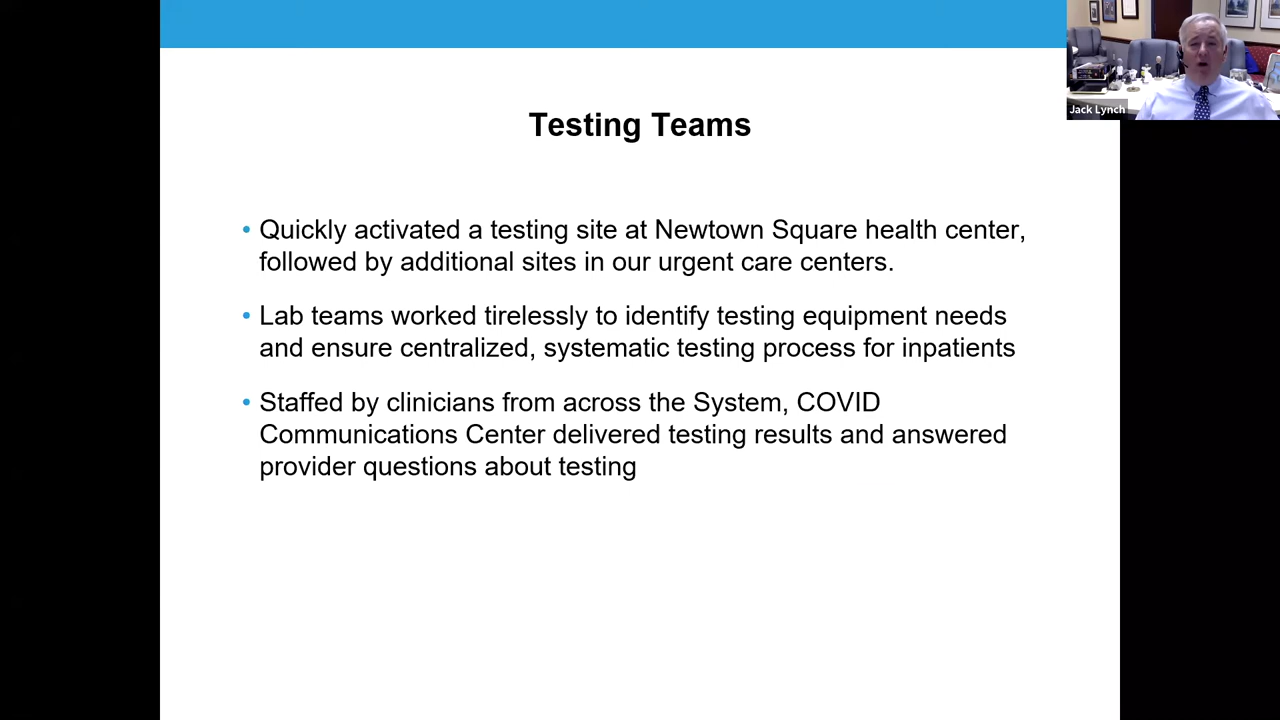 Jack Lynch
Testing Teams
• Quickly activated a testing site at Newtown Square health center,
followed by additional sites in our urgent care centers.
• Lab teams worked tirelessly to identify testing equipment needs
and ensure centralized, systematic testing process for inpatients
• Staffed by clinicians from across the System, COVID
Communications Center delivered testing results and answered
provider questions about testing